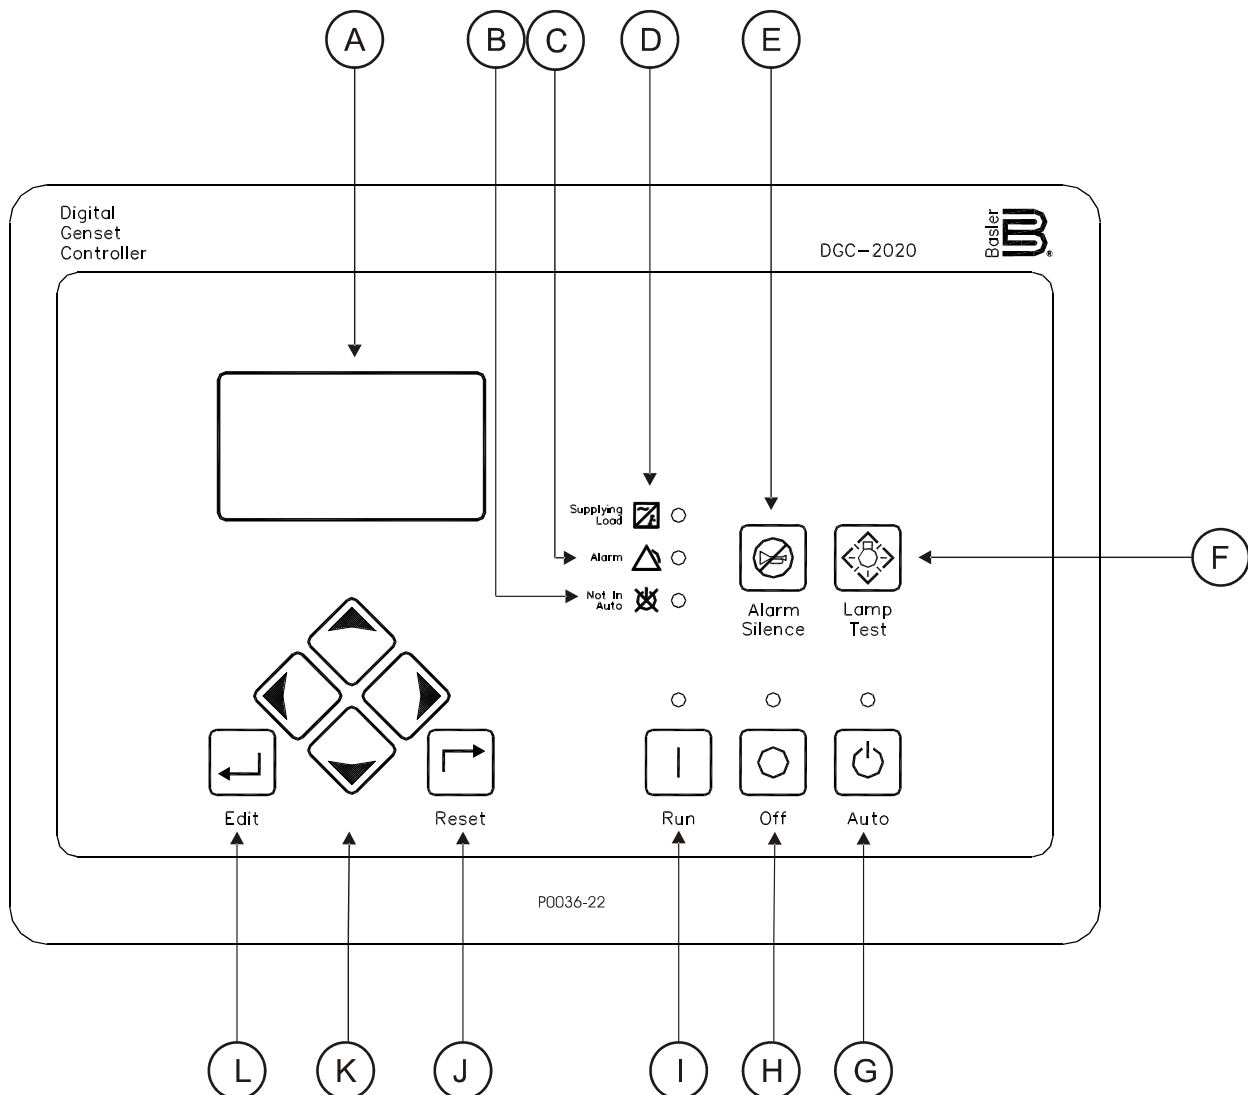 A
B
C
D
E
Digital
Genset
Controller
DGC-2020
Basler
B
®
Supplying
Load
Alarm
Not In
Auto
Alarm
Silence
Lamp
Test
F
Edit
Reset
Run
Off
Auto
P0036-22
L
K
J
I
H
G